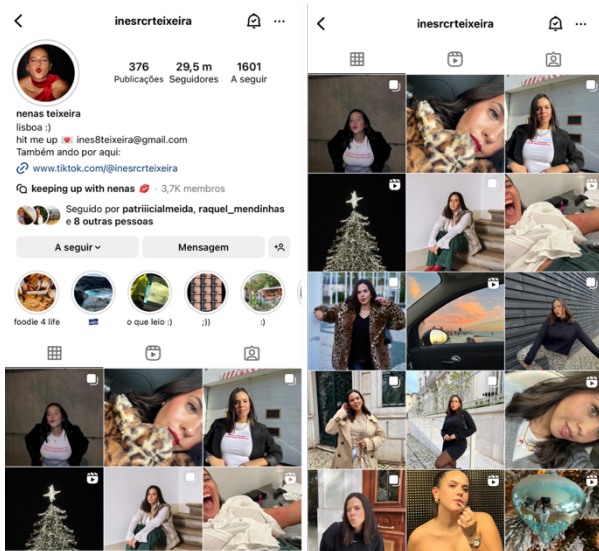 inesrcrteixeira
376
29,5 m
1601
Publicações
Seguidores
A seguir
nenas teixeira
lisboa :)
hit me up 💌 ines8teixeira@gmail.com
Também ando por aqui:
www.tiktok.com/@inesrcrteixeira
keeping up with nenas 💋 · 3,7K membros
Seguido por patriiicialmeida, raquel_mendinhas
e 8 outras pessoas
A seguir
Mensagem
foodie 4 life
🇨🇻
o que leio :)
;))
:)
inesrcrteixeira